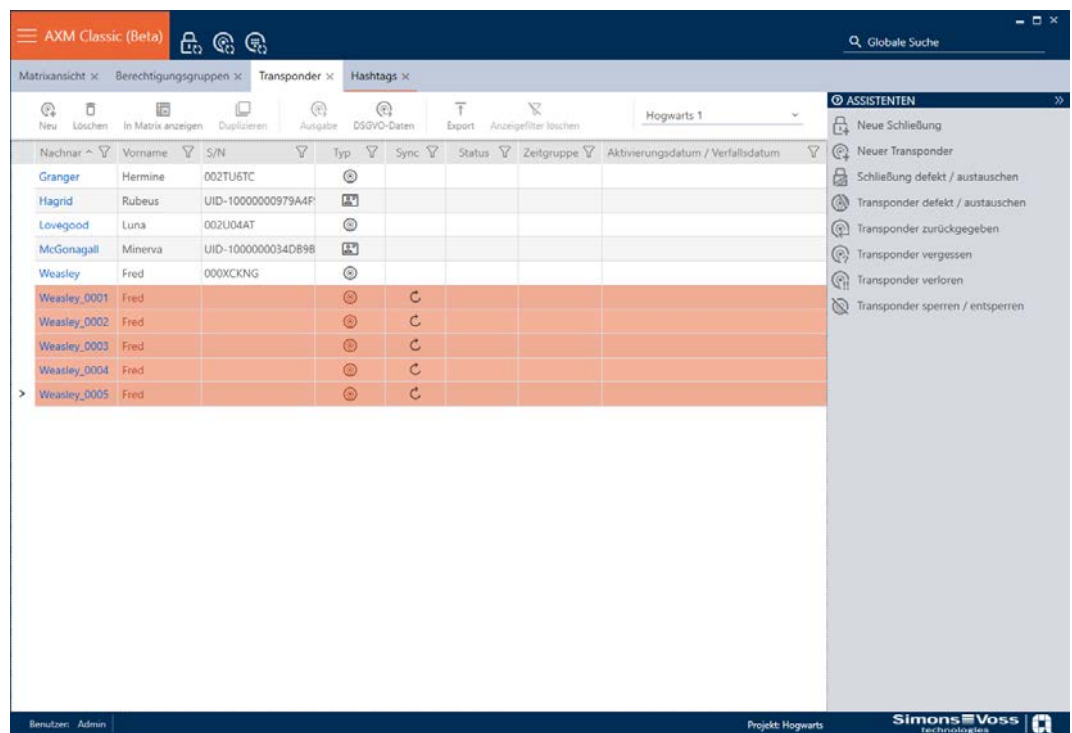 AXM Classic (Beta)
Globale Suche
Matrixansicht × Berechtigungsgruppen × Transponder × Hashtags ×
Neu Löschen In Matrix anzeigen Duplizieren Ausgabe DSGVO-Daten Export Anzeigefilter löschen Hogwarts 1
Nachnar Vorname S/N Typ Sync Status Zeitgruppe Aktivierungsdatum / Verfallsdatum
Granger Hermine 002TU6TC
Hagrid Rubeus UID-10000000979A4F
Lovegood Luna 002U04AT
McGonagall Minerva UID-1000000034DB9B
Weasley Fred 000XCKNG
Weasley_0001 Fred
Weasley_0002 Fred
Weasley_0003 Fred
Weasley_0004 Fred
Weasley_0005 Fred
ASSISTENTEN
Neue Schließung
Neuer Transponder
Schließung defekt / austauschen
Transponder defekt / austauschen
Transponder zurückgegeben
Transponder vergessen
Transponder verloren
Transponder sperren / entsperren
Benutzer: Admin
Projekt: Hogwarts
SimonsVoss
technologies